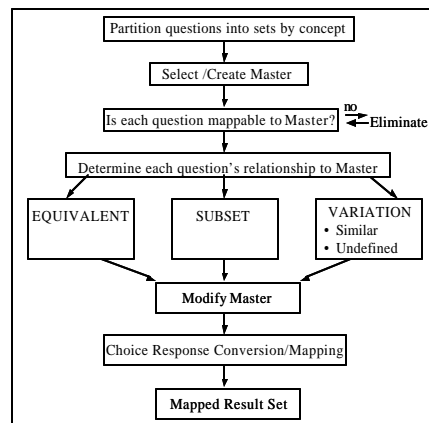 Partition questions into sets by concept
Select /Create Master
Is each question mappable to Master?
no
Eliminate
Determine each question's relationship to Master
EQUIVALENT
SUBSET
VARIATION
• Similar
• Undefined
Modify Master
Choice Response Conversion/Mapping
Mapped Result Set